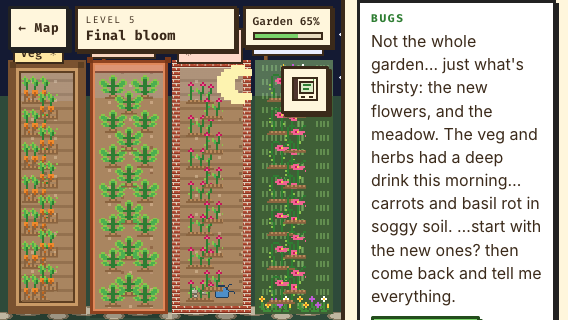 ← Map
LEVEL 5
Final bloom
Garden 65%
Veg
BUGS
Not the whole
garden... just what's
thirsty: the new
flowers, and the
meadow. The veg and
herbs had a deep
drink this morning...
carrots and basil rot in
soggy soil. ...start with
the new ones? then
come back and tell me
everything.